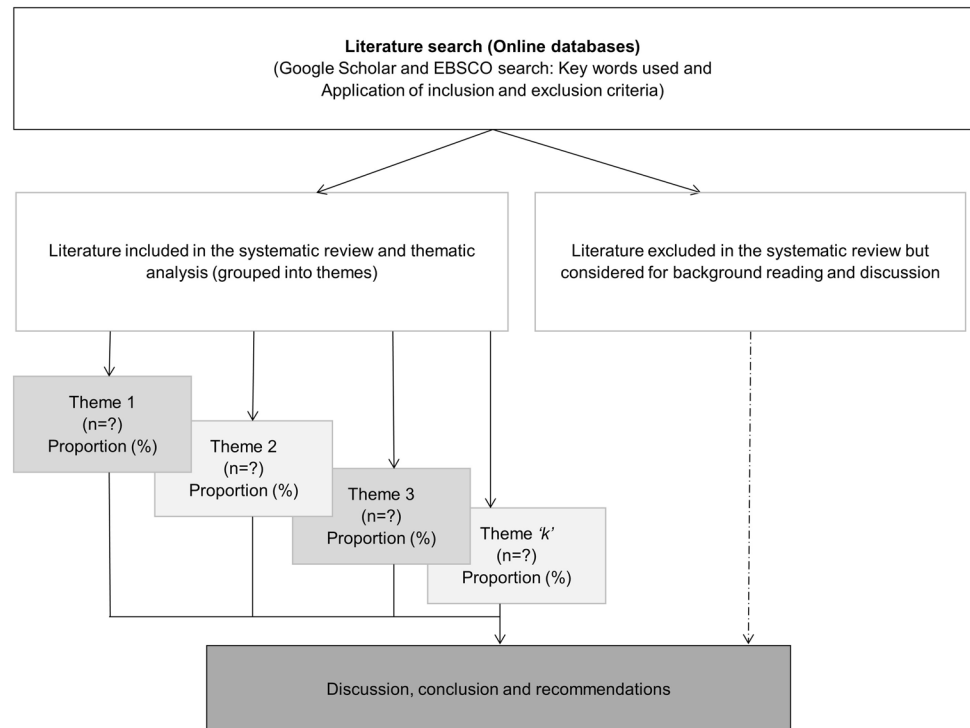 Literature search (Online databases)
(Google Scholar and EBSCO search: Key words used and
Application of inclusion and exclusion criteria)
Literature included in the systematic review and thematic
analysis (grouped into themes)
Literature excluded in the systematic review but
considered for background reading and discussion
Theme 1
(n=?)
Proportion (%)
Theme 2
(n=?)
Proportion (%)
Theme 3
(n=?)
Proportion (%)
Theme ‘k’
(n=?)
Proportion (%)
Discussion, conclusion and recommendations